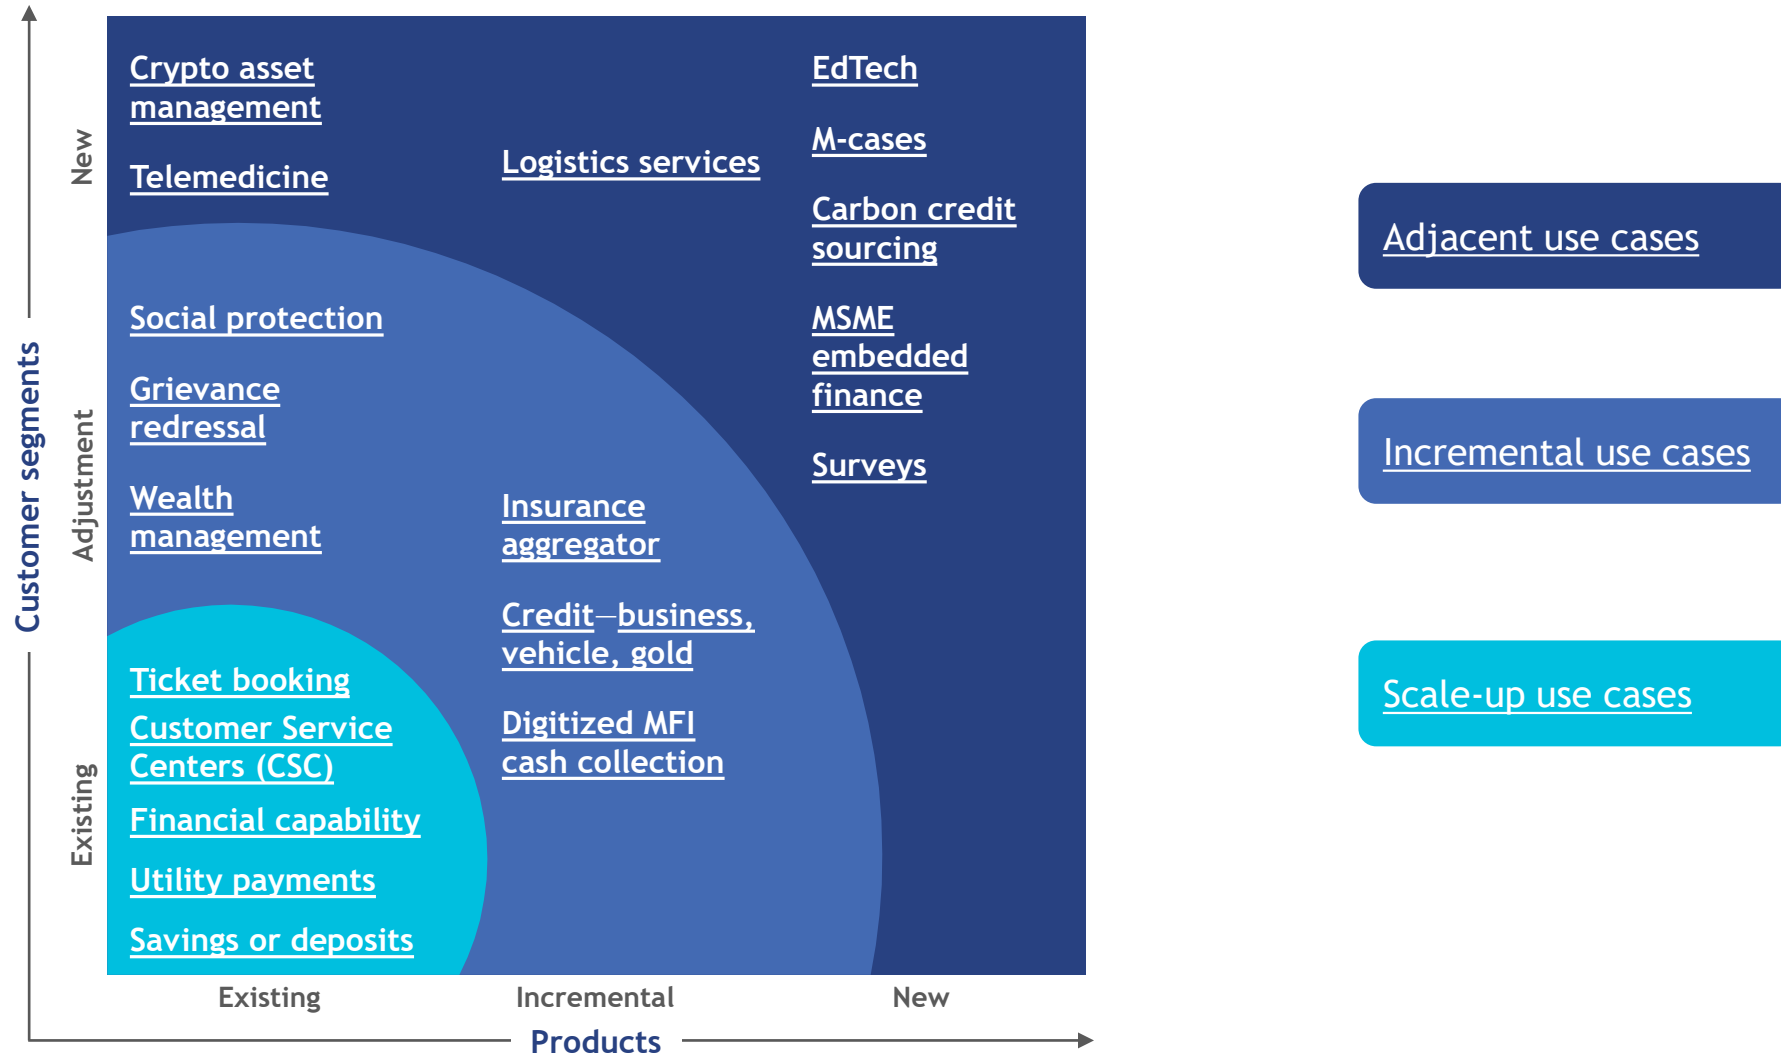 Crypto asset
management
Telemedicine
Logistics services
EdTech
M-cases
Carbon credit
sourcing
MSME
embedded
finance
Surveys
Social protection
Grievance
redressal
Wealth
management
Insurance
aggregator
Credit—business,
vehicle, gold
Digitized MFI
cash collection
Ticket booking
Customer Service
Centers (CSC)
Financial capability
Utility payments
Savings or deposits
Customer segments
New
Adjustment
Existing
Existing
Incremental
New
Products
Adjacent use cases
Incremental use cases
Scale-up use cases